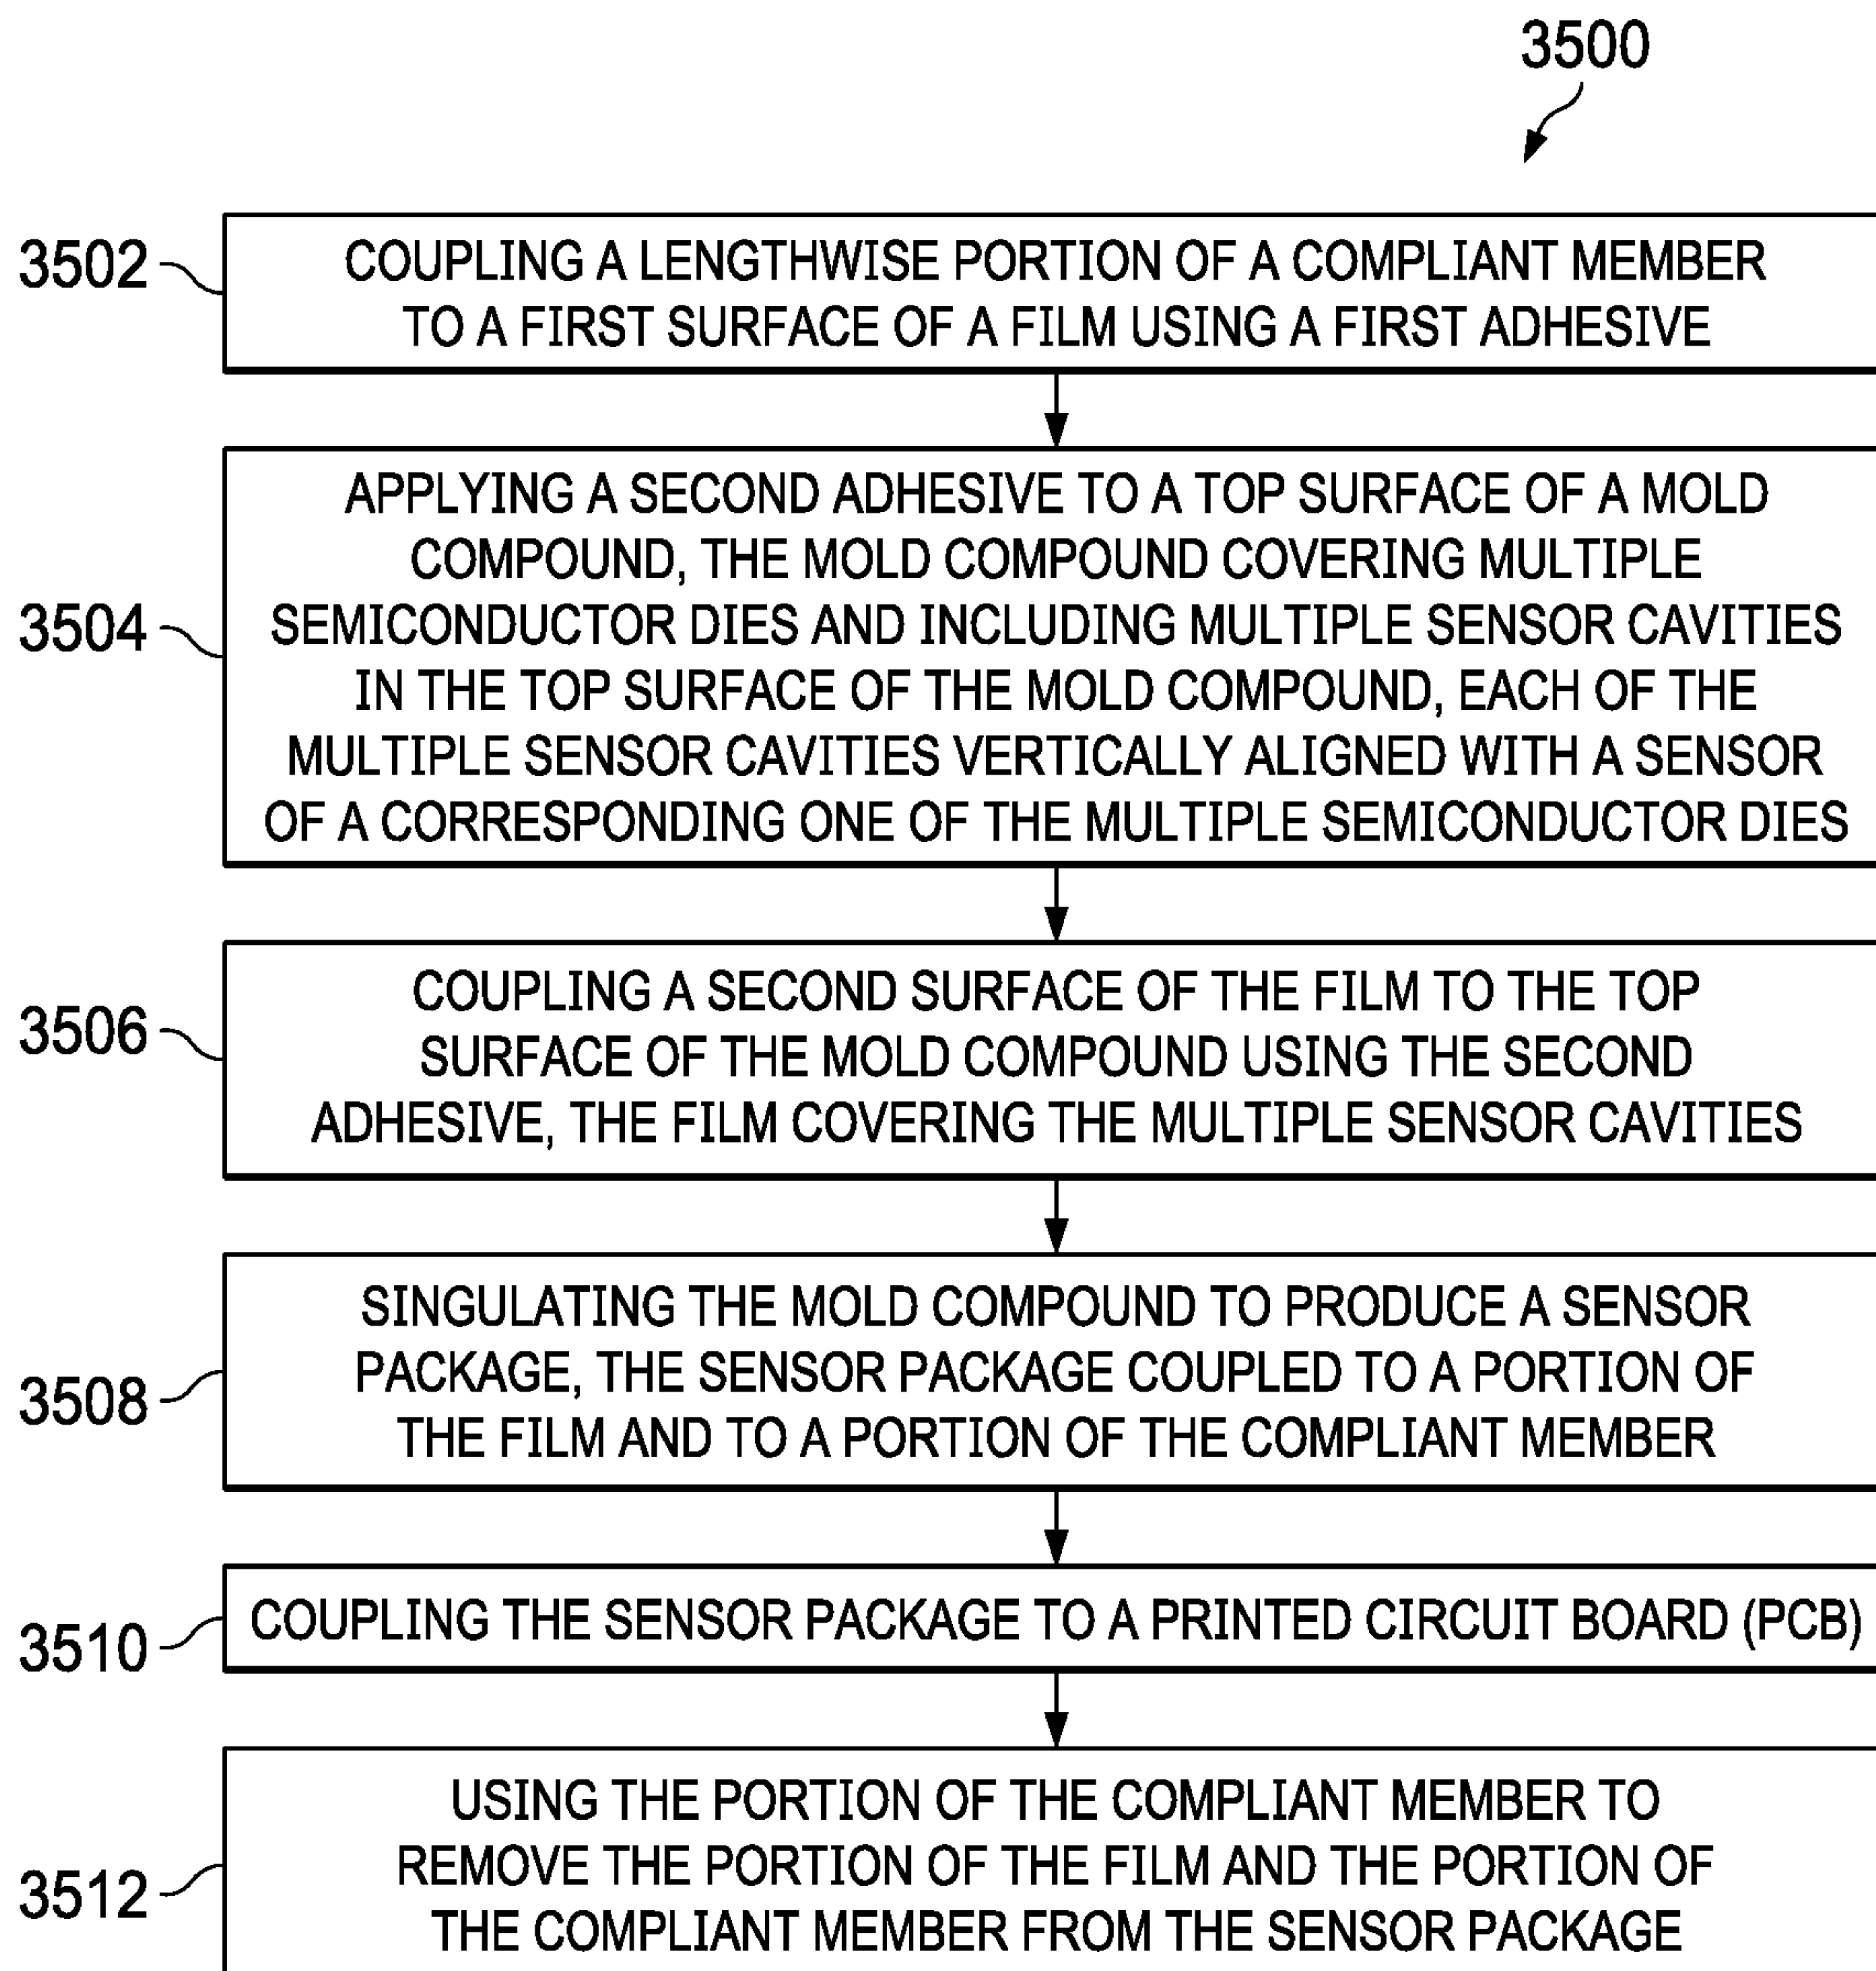 3500
3502
COUPLING A LENGTHWISE PORTION OF A COMPLIANT MEMBER
TO A FIRST SURFACE OF A FILM USING A FIRST ADHESIVE
3504
APPLYING A SECOND ADHESIVE TO A TOP SURFACE OF A MOLD
COMPOUND, THE MOLD COMPOUND COVERING MULTIPLE
SEMICONDUCTOR DIES AND INCLUDING MULTIPLE SENSOR CAVITIES
IN THE TOP SURFACE OF THE MOLD COMPOUND, EACH OF THE
MULTIPLE SENSOR CAVITIES VERTICALLY ALIGNED WITH A SENSOR
OF A CORRESPONDING ONE OF THE MULTIPLE SEMICONDUCTOR DIES
3506
COUPLING A SECOND SURFACE OF THE FILM TO THE TOP
SURFACE OF THE MOLD COMPOUND USING THE SECOND
ADHESIVE, THE FILM COVERING THE MULTIPLE SENSOR CAVITIES
3508
SINGULATING THE MOLD COMPOUND TO PRODUCE A SENSOR
PACKAGE, THE SENSOR PACKAGE COUPLED TO A PORTION OF
THE FILM AND TO A PORTION OF THE COMPLIANT MEMBER
3510
COUPLING THE SENSOR PACKAGE TO A PRINTED CIRCUIT BOARD (PCB)
3512
USING THE PORTION OF THE COMPLIANT MEMBER TO
REMOVE THE PORTION OF THE FILM AND THE PORTION OF
THE COMPLIANT MEMBER FROM THE SENSOR PACKAGE